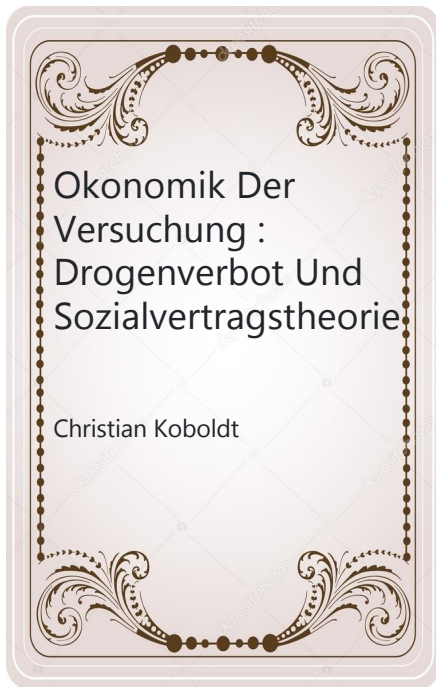 Okonomik Der
Versuchung :
Drogenverbot Und
Sozialvertragstheorie
Christian Koboldt